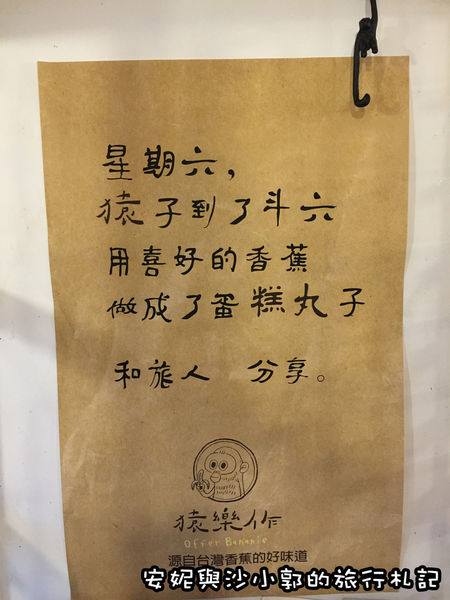 星期六,
猿子到了斗六
用喜好的香蕉
做成了蛋糕丸子
和旅人 分享。
猿樂作
Offer Bananie
源自台灣香蕉的好味道
安妮與沙小郭的旅行札記